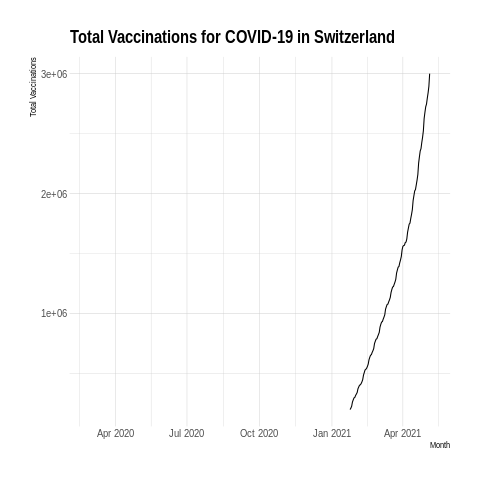 Total Vaccinations for COVID-19 in Switzerland
Total Vaccinations
3e+06
2e+06
1e+06
Apr 2020 Jul 2020 Oct 2020 Jan 2021 Apr 2021
Month